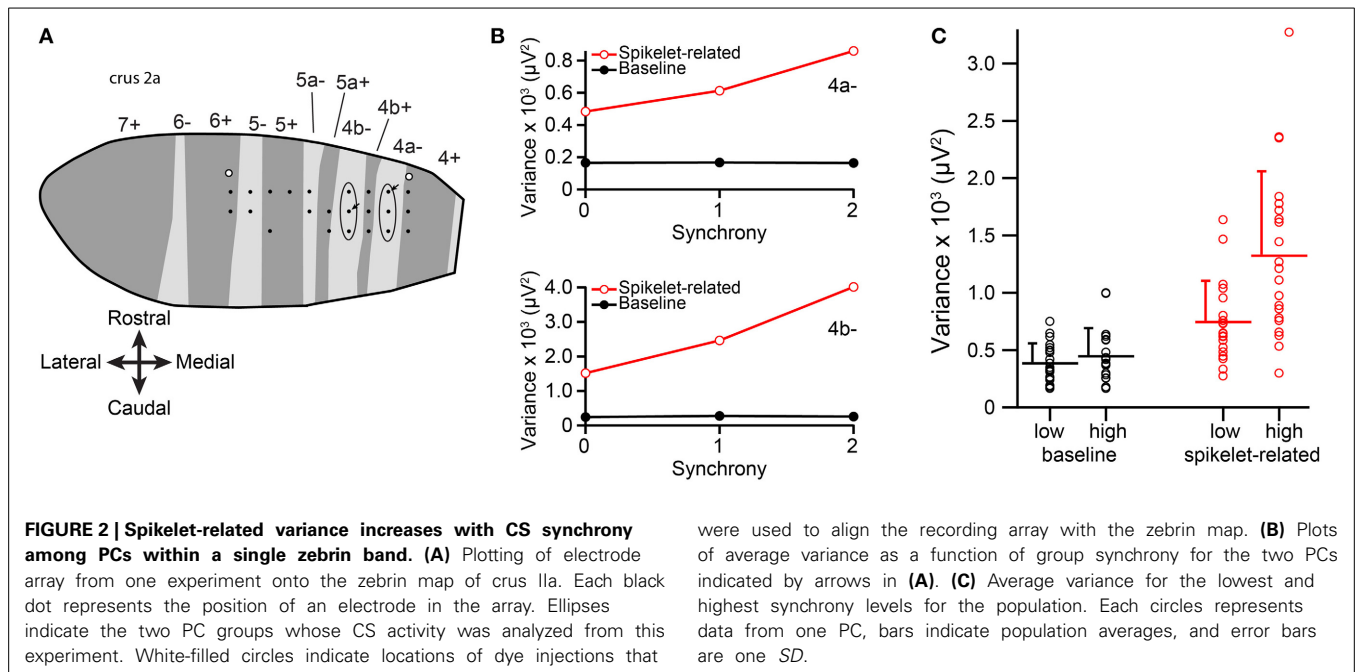 A
crus 2a
5a-
5a+
4b+
7+
6-
6+
5-
5+
4b-
4a-
4+
Rostral
Lateral
Medial
Caudal
B
Spikelet-related
Baseline
4a-
Variance x 10³ (µV²)
0.8
0.6
0.4
0.2
0
0
1
2
Synchrony
Spikelet-related
Baseline
4b-
Variance x 10³ (µV²)
4.0
3.0
2.0
1.0
0
0
1
2
Synchrony
C
Variance x 10³ (µV²)
3.0
2.5
2.0
1.5
1.0
0.5
0
low
high
low
high
baseline
spikelet-related
FIGURE 2 | Spikelet-related variance increases with CS synchrony
among PCs within a single zebrin band. (A) Plotting of electrode
array from one experiment onto the zebrin map of crus IIa. Each black
dot represents the position of an electrode in the array. Ellipses
indicate the two PC groups whose CS activity was analyzed from this
experiment. White-filled circles indicate locations of dye injections that
were used to align the recording array with the zebrin map. (B) Plots
of average variance as a function of group synchrony for the two PCs
indicated by arrows in (A). (C) Average variance for the lowest and
highest synchrony levels for the population. Each circles represents
data from one PC, bars indicate population averages, and error bars
are one SD.